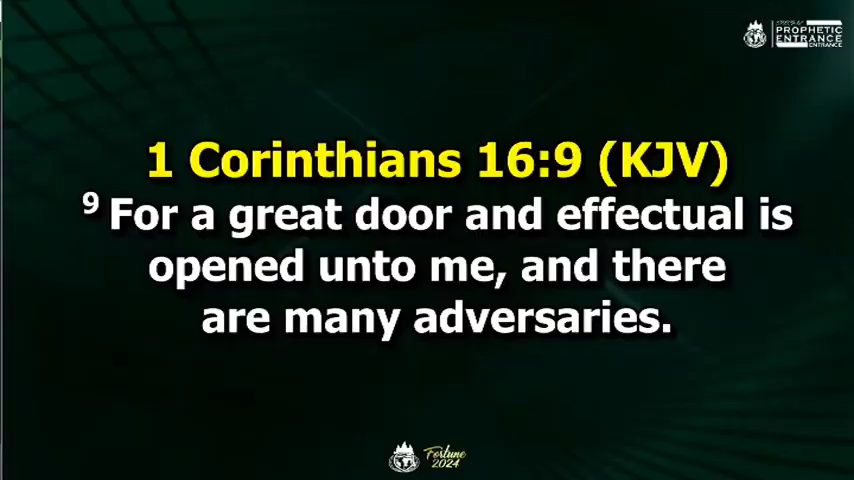 PROPHETIC
ENTRANCE
ENTRANCE
1 Corinthians 16:9 (KJV)
9 For a great door and effectual is
opened unto me, and there
are many adversaries.
Fortune
2024